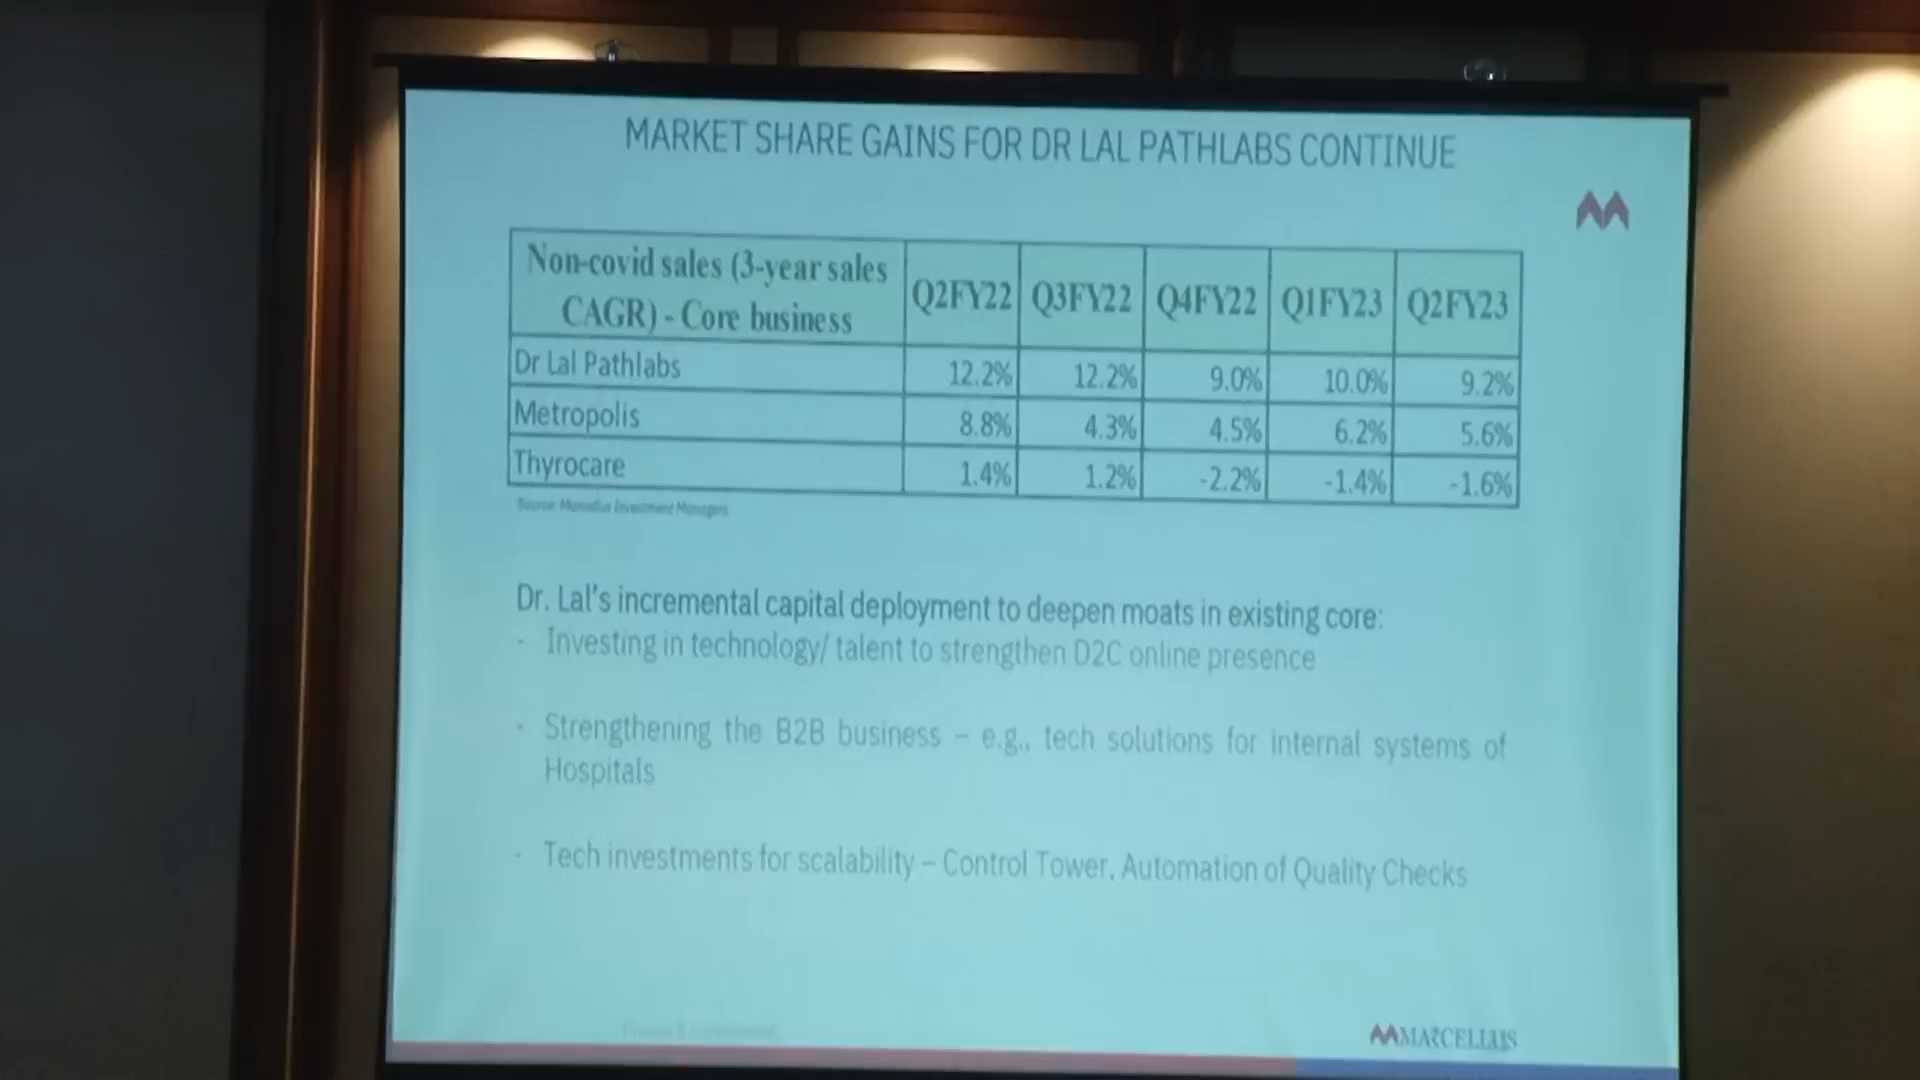 MARKET SHARE GAINS FOR DR LAL PATHLABS CONTINUE
Non-covid sales (3-year sales
CAGR) - Core business
Q2FY22 Q3FY22 Q4FY22 Q1FY23 Q2FY23
Dr Lal Pathlabs 12.2% 12.2% 9.0% 10.0% 9.2%
Metropolis 8.8% 4.3% 4.5% 6.2% 5.6%
Thyrocare 1.4% 1.2% -2.2% -1.4% -1.6%
Source: Marcellus Investment Managers
Dr. Lal's incremental capital deployment to deepen moats in existing core:
- Investing in technology/ talent to strengthen D2C online presence
- Strengthening the B2B business – e.g., tech solutions for internal systems of
Hospitals
- Tech investments for scalability – Control Tower, Automation of Quality Checks
MARCELLUS